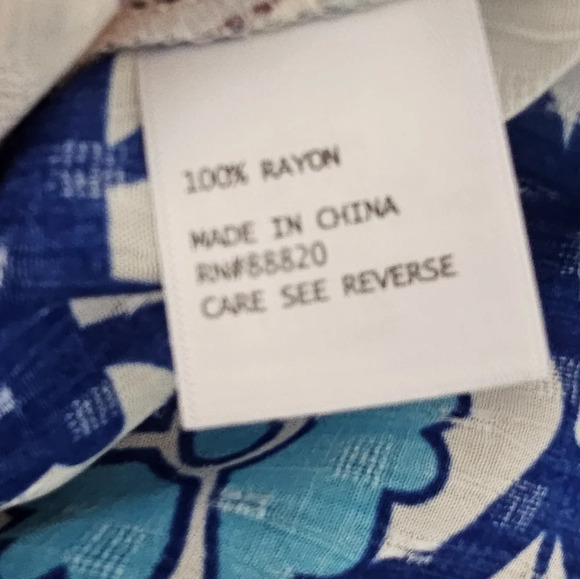 100% RAYON
MADE IN CHINA
RN#88820
CARE SEE REVERSE